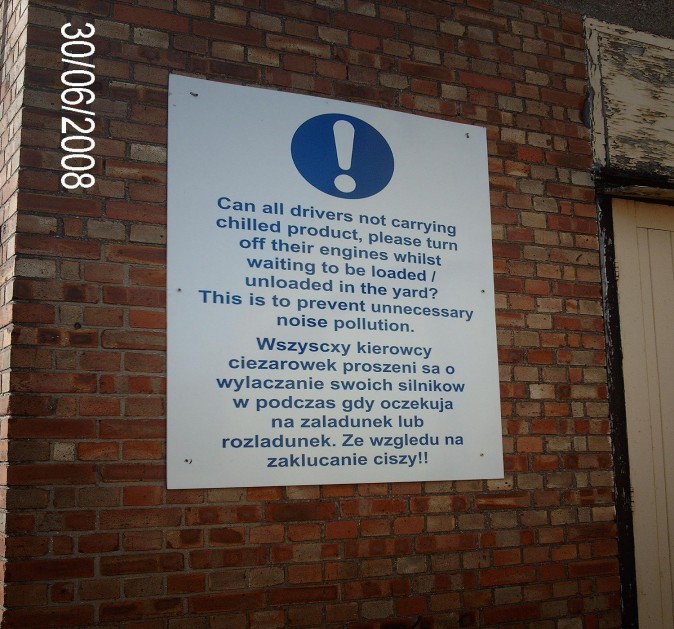 30/06/2008
Can all drivers not carrying
chilled product, please turn
off their engines whilst
waiting to be loaded /
unloaded in the yard?
This is to prevent unnecessary
noise pollution.
Wszyscxy kierowcy
ciezarowek proszeni sa o
wylaczanie swoich silnikow
w podczas gdy oczekuja
na zaladunek lub
rozladunek. Ze wzgledu na
zaklucanie ciszy!!